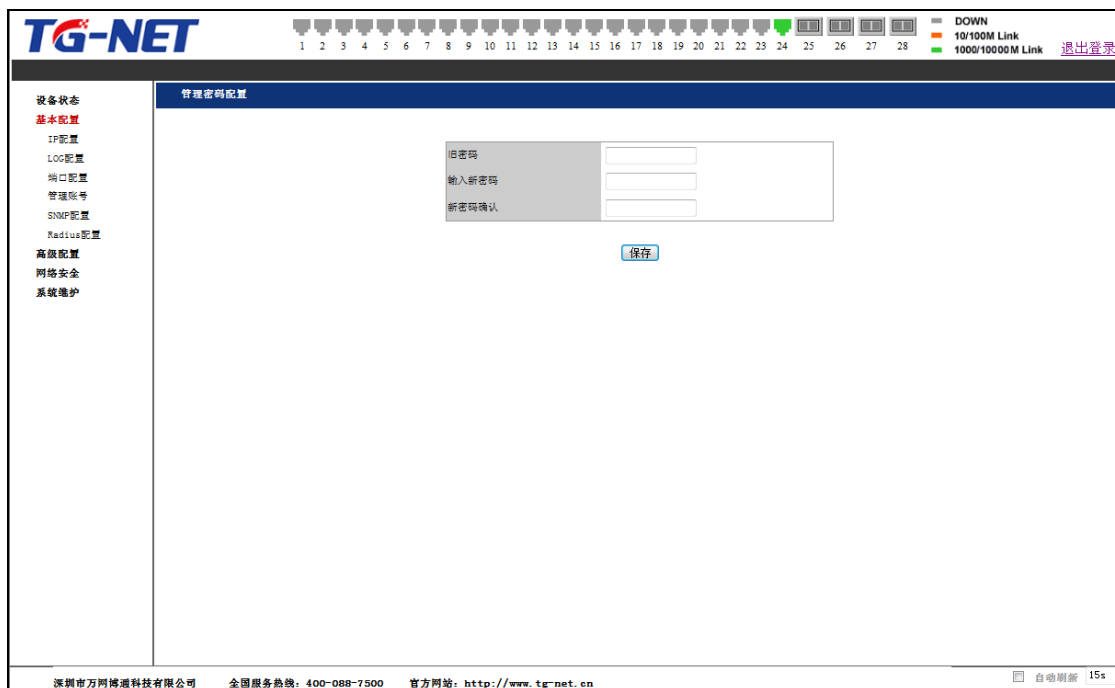 TG-NET
1 2 3 4 5 6 7 8 9 10 11 12 13 14 15 16 17 18 19 20 21 22 23 24 25 26 27 28
DOWN
10/100M Link
1000/10000M Link
退出登录
设备状态
基本配置
IP配置
LOG配置
端口配置
管理账号
SNMP配置
Radius配置
高级配置
网络安全
系统维护
管理密码配置
旧密码
输入新密码
新密码确认
保存
深圳市万网博通科技有限公司 全国服务热线：400-088-7500 官方网站：http://www.tg-net.cn
自动刷新 15s